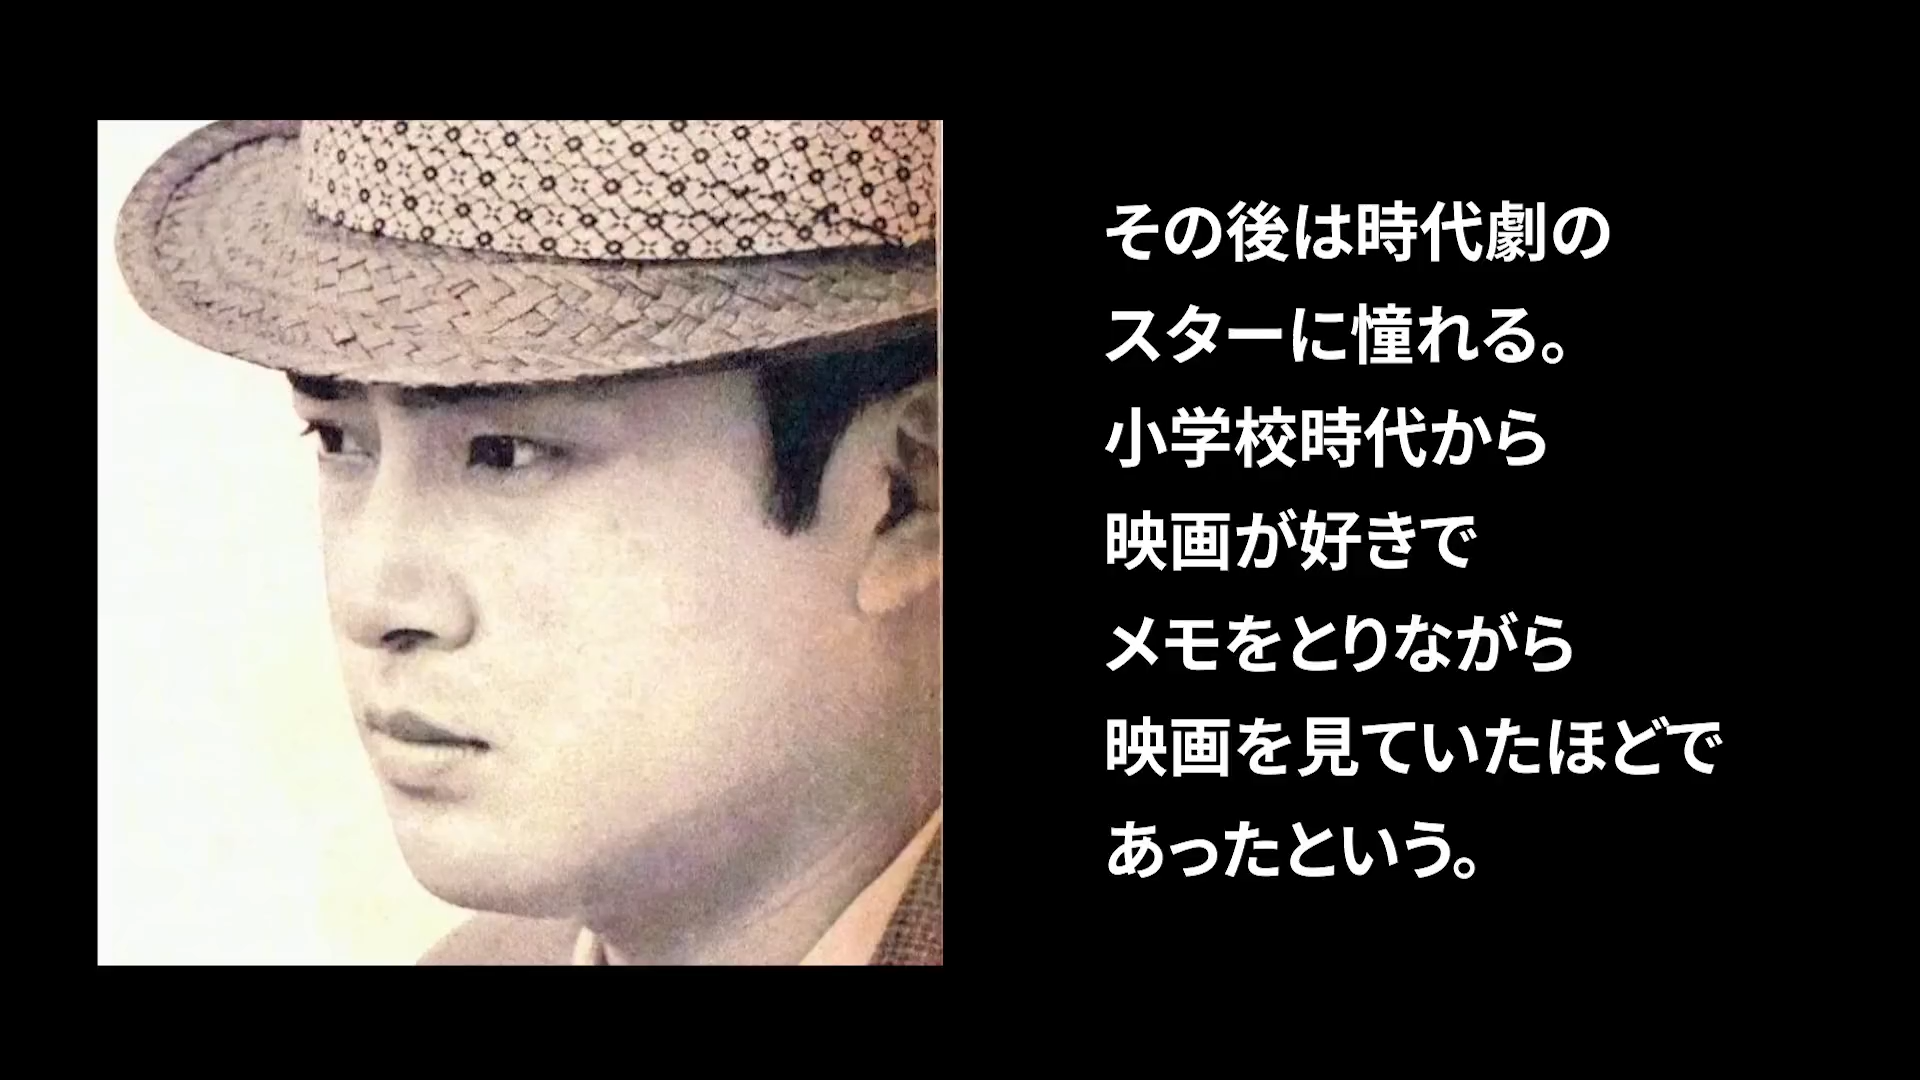 その後は時代劇の
スターに憧れる。
小学校時代から
映画が好きで
メモをとりながら
映画を見ていたほどで
あったという。